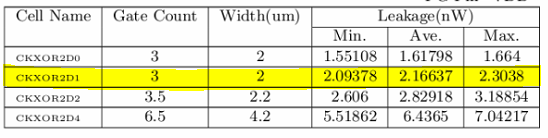 Cell Name Gate Count Width(um) Leakage(nW)
Min. Ave. Max.
CKXOR2D0 3 2 1.55108 1.61798 1.664
CKXOR2D1 3 2 2.09378 2.16637 2.3038
CKXOR2D2 3.5 2.2 2.606 2.82918 3.18854
CKXOR2D4 6.5 4.2 5.51862 6.4365 7.04217